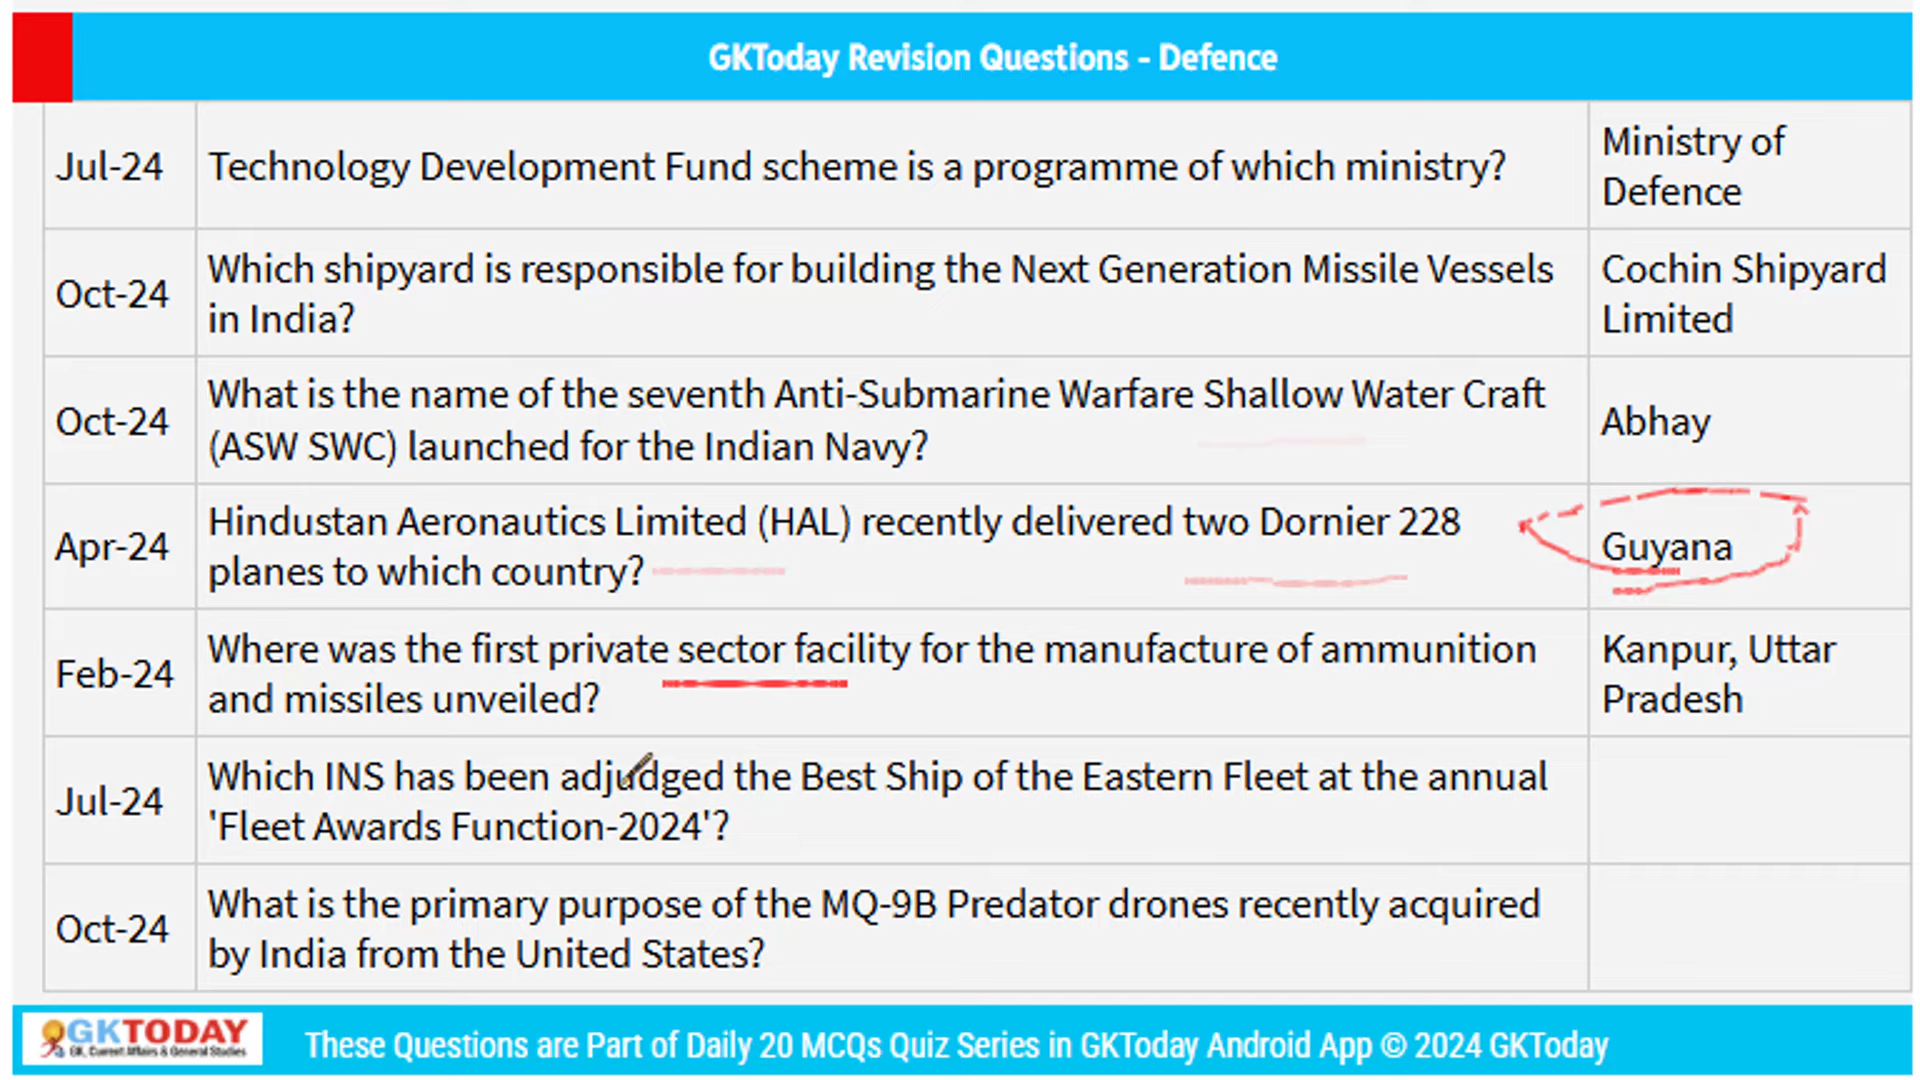 GKToday Revision Questions - Defence
Jul-24
Technology Development Fund scheme is a programme of which ministry?
Ministry of
Defence
Oct-24
Which shipyard is responsible for building the Next Generation Missile Vessels
in India?
Cochin Shipyard
Limited
Oct-24
What is the name of the seventh Anti-Submarine Warfare Shallow Water Craft
(ASW SWC) launched for the Indian Navy?
Abhay
Apr-24
Hindustan Aeronautics Limited (HAL) recently delivered two Dornier 228
planes to which country?
Guyana
Feb-24
Where was the first private sector facility for the manufacture of ammunition
and missiles unveiled?
Kanpur, Uttar
Pradesh
Jul-24
Which INS has been adjudged the Best Ship of the Eastern Fleet at the annual
'Fleet Awards Function-2024'?
Oct-24
What is the primary purpose of the MQ-9B Predator drones recently acquired
by India from the United States?
GKTODAY
GK, Current Affairs & General Studies
These Questions are Part of Daily 20 MCQs Quiz Series in GKToday Android App © 2024 GKToday